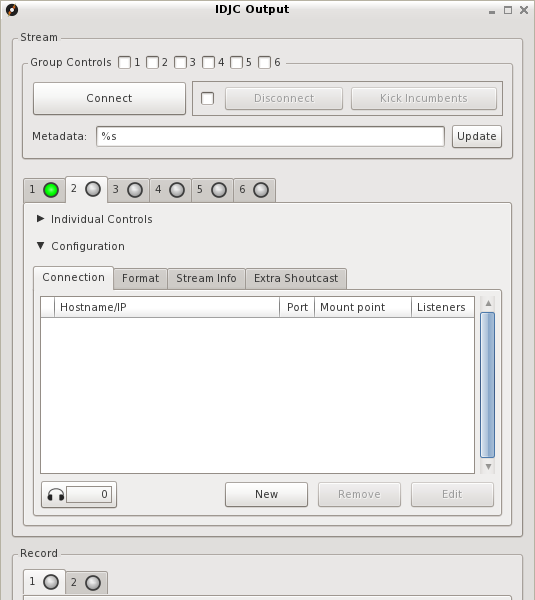 IDJC Output
Stream
Group Controls 1 2 3 4 5 6
Connect Disconnect Kick Incumbents
Metadata: %s Update
1 2 3 4 5 6
Individual Controls
Configuration
Connection Format Stream Info Extra Shoutcast
Hostname/IP Port Mount point Listeners
0 New Remove Edit
Record
1 2